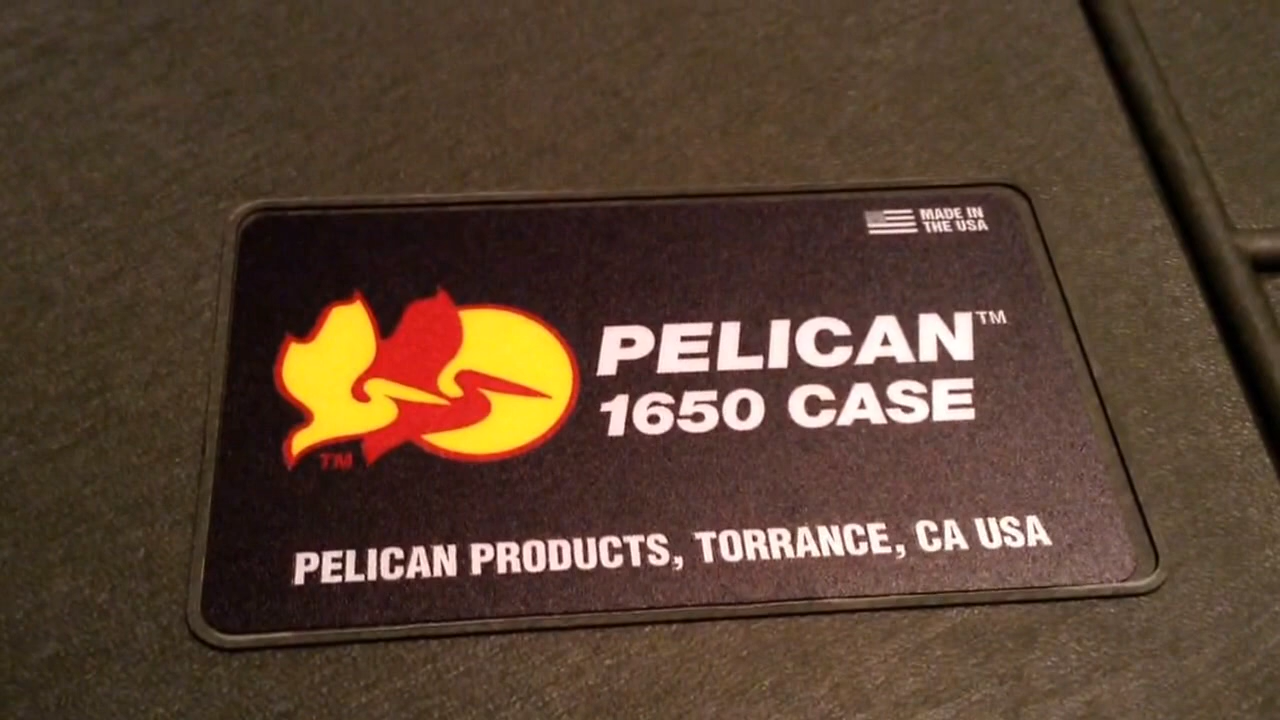 MADE IN
THE USA
PELICAN™
1650 CASE
TM
PELICAN PRODUCTS, TORRANCE, CA USA